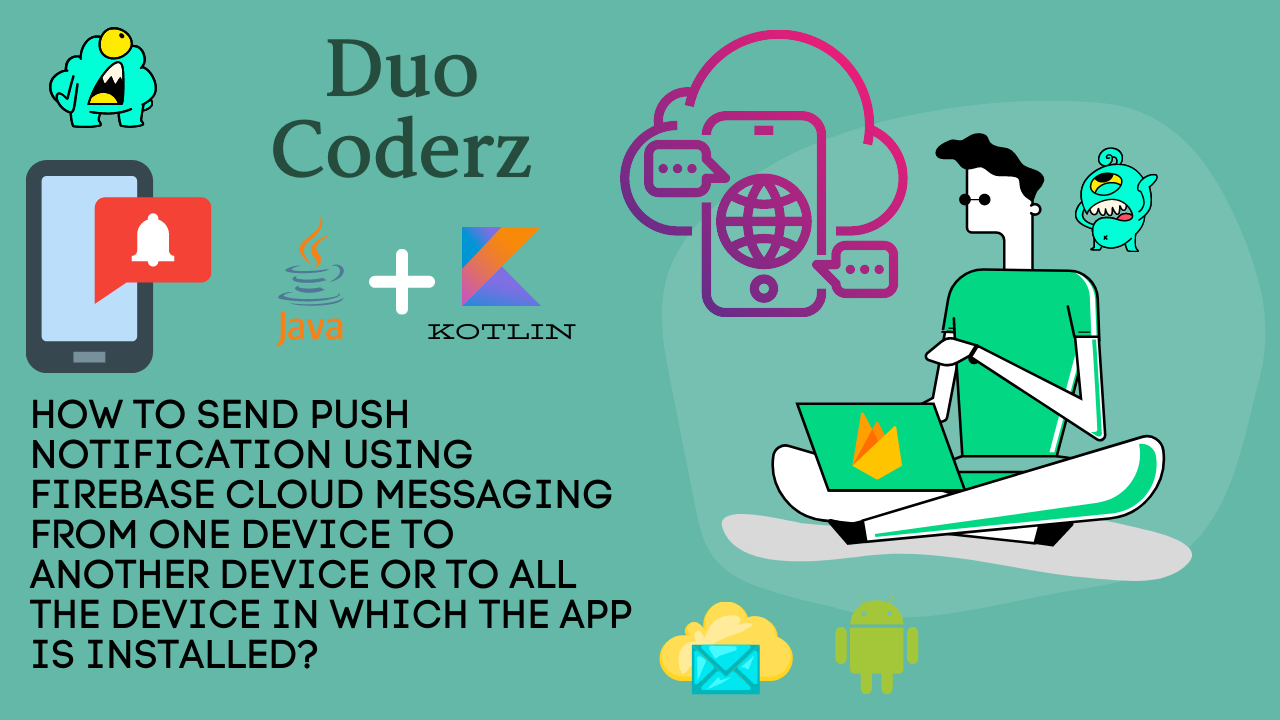 Duo
Coderz
Java
KOTLIN
HOW TO SEND PUSH
NOTIFICATION USING
FIREBASE CLOUD MESSAGING
FROM ONE DEVICE TO
ANOTHER DEVICE OR TO ALL
THE DEVICE IN WHICH THE APP
IS INSTALLED?